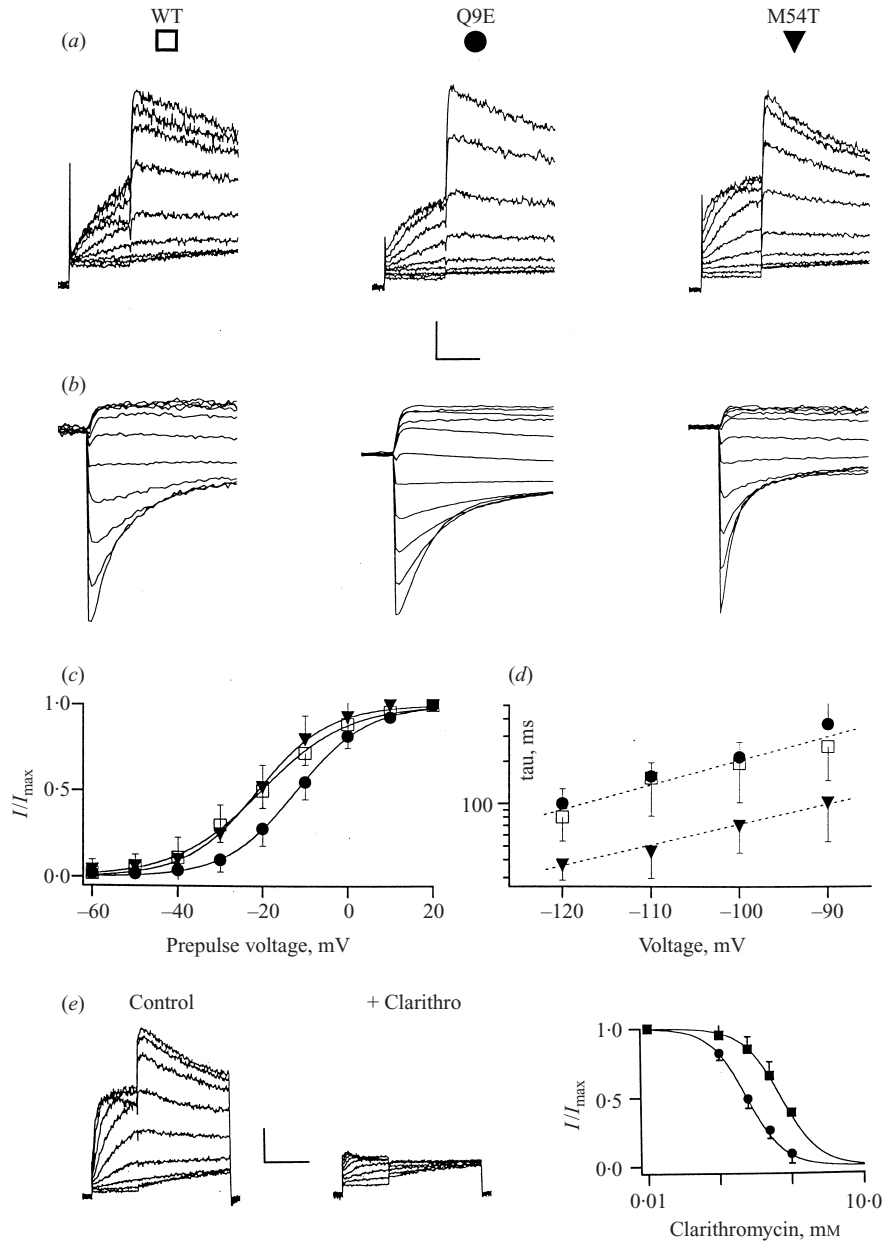 WT Q9E M54T
(a)
(b)
(c) (d)
1·0
0·5
0·0
I/Imax
–60 –40 –20 0 20
Prepulse voltage, mV
tau, ms
100
–120 –110 –100 –90
Voltage, mV
(e) Control + Clarithro
1·0
0·5
0·0
I/Imax
0·01 10·0
Clarithromycin, mM